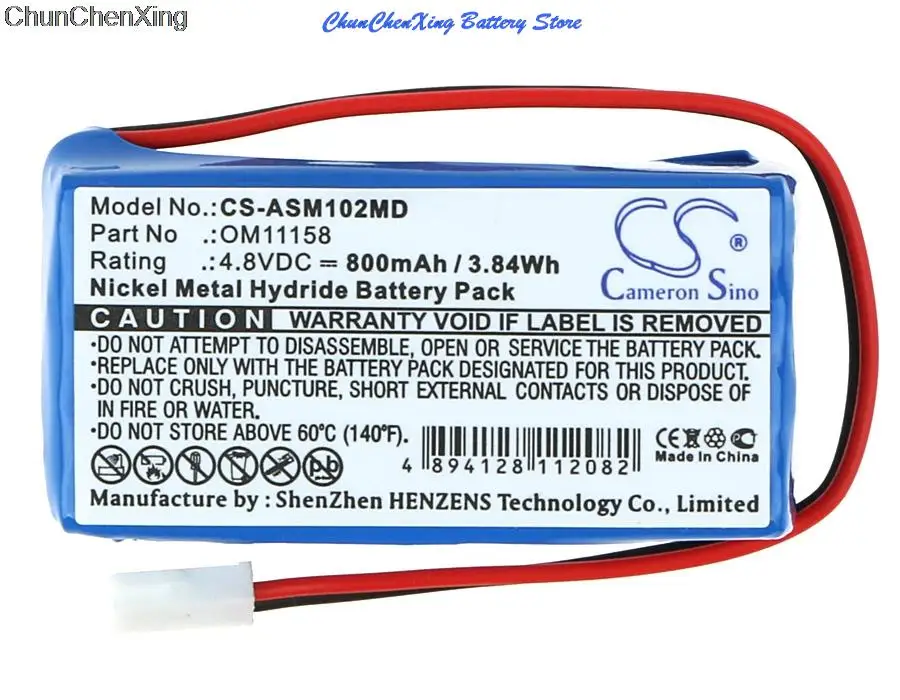 ChunChenXing
ChunChenXing Battery Store
Model No.:CS-ASM102MD
Part No .:OM11158
Rating .:4.8VDC ⎓ 800mAh / 3.84Wh
Nickel Metal Hydride Battery Pack
CS
®
Cameron Sino
CAUTION WARRANTY VOID IF LABEL IS REMOVED
•DO NOT ATTEMPT TO DISASSEMBLE, OPEN OR SERVICE THE BATTERY PACK.
•REPLACE ONLY WITH THE BATTERY PACK DESIGNATED FOR THIS PRODUCT.
•DO NOT CRUSH, PUNCTURE, SHORT EXTERNAL CONTACTS OR DISPOSE OF
IN FIRE OR WATER.
•DO NOT STORE ABOVE 60°C (140°F).
pb
4 894128 112082
CE PC
Made In China
Manufacture by : ShenZhen HENZENS Technology Co., Limited